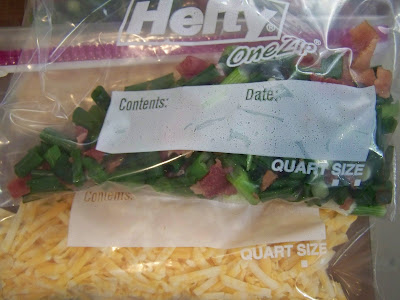 Hefty
OneZip®
Contents: Date:
QUART SIZE
Contents:
QUART SIZE